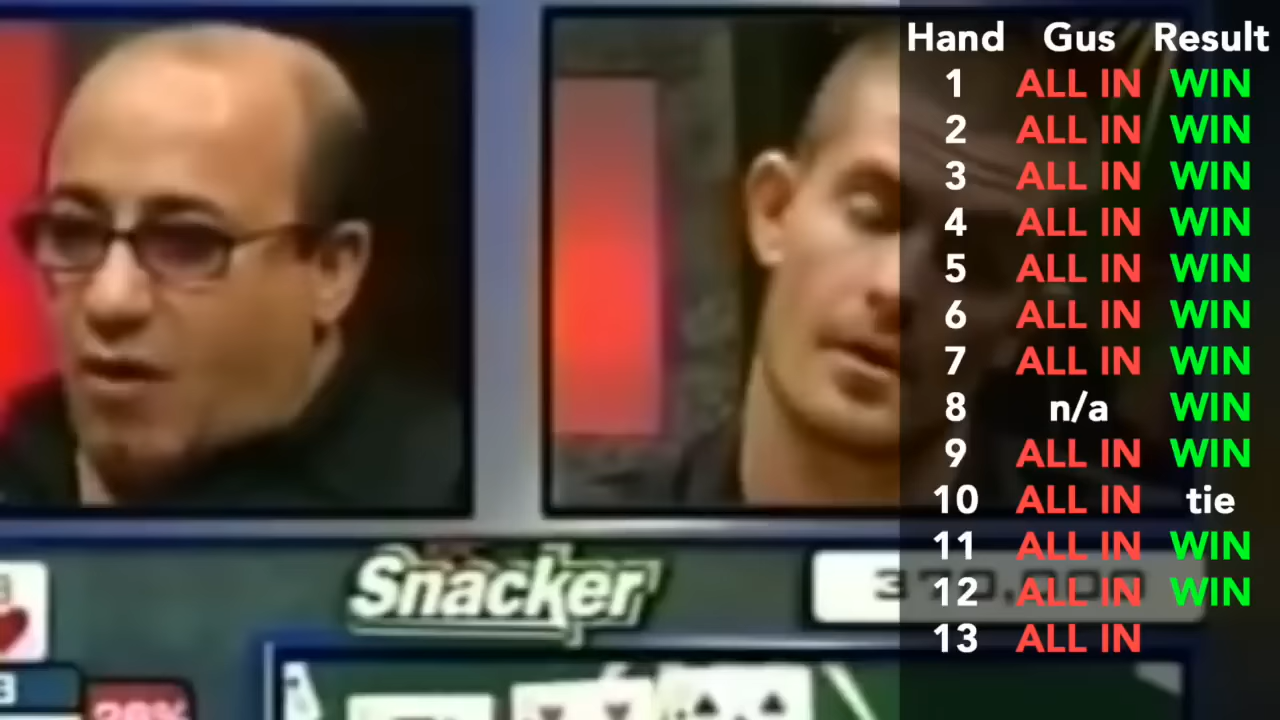 Hand Gus Result
1 ALL IN WIN
2 ALL IN WIN
3 ALL IN WIN
4 ALL IN WIN
5 ALL IN WIN
6 ALL IN WIN
7 ALL IN WIN
8 n/a WIN
9 ALL IN WIN
10 ALL IN tie
11 ALL IN WIN
12 ALL IN WIN
13 ALL IN
Snacker